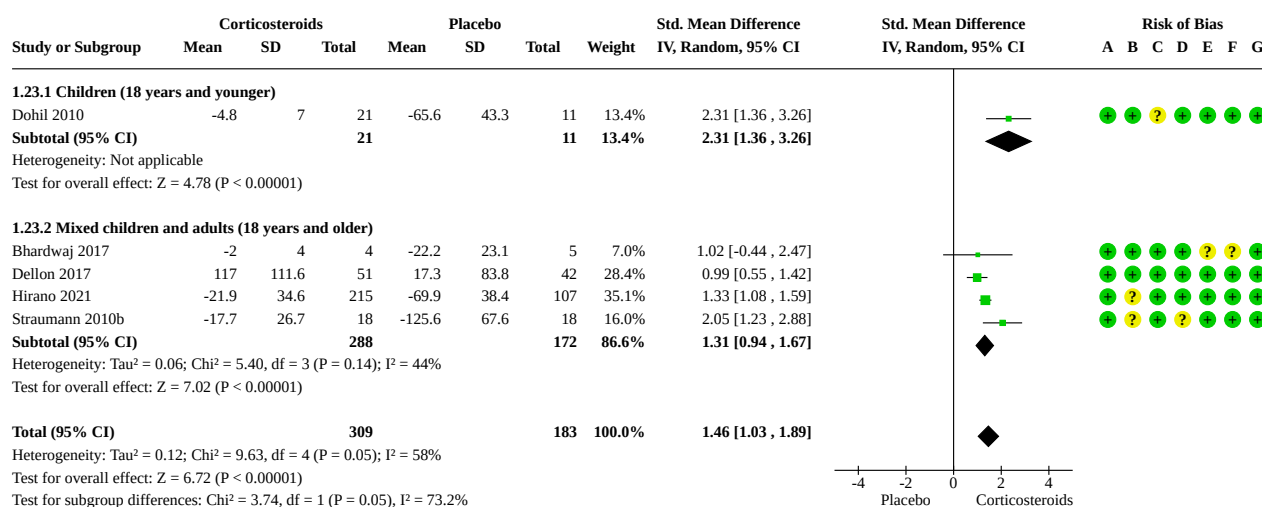 Corticosteroids Placebo Std. Mean Difference Std. Mean Difference Risk of Bias
Study or Subgroup Mean SD Total Mean SD Total Weight IV, Random, 95% CI IV, Random, 95% CI A B C D E F G
1.23.1 Children (18 years and younger)
Dohil 2010 -4.8 7 21 -65.6 43.3 11 13.4% 2.31 [1.36 , 3.26] + + ? + + + +
Subtotal (95% CI) 21 11 13.4% 2.31 [1.36 , 3.26]
Heterogeneity: Not applicable
Test for overall effect: Z = 4.78 (P < 0.00001)
1.23.2 Mixed children and adults (18 years and older)
Bhardwaj 2017 -2 4 4 -22.2 23.1 5 7.0% 1.02 [-0.44 , 2.47] + + + + ? ? +
Dellon 2017 117 111.6 51 17.3 83.8 42 28.4% 0.99 [0.55 , 1.42] + + + + + + +
Hirano 2021 -21.9 34.6 215 -69.9 38.4 107 35.1% 1.33 [1.08 , 1.59] + ? + + + + +
Straumann 2010b -17.7 26.7 18 -125.6 67.6 18 16.0% 2.05 [1.23 , 2.88] + ? + ? + + +
Subtotal (95% CI) 288 172 86.6% 1.31 [0.94 , 1.67]
Heterogeneity: Tau² = 0.06; Chi² = 5.40, df = 3 (P = 0.14); I² = 44%
Test for overall effect: Z = 7.02 (P < 0.00001)
Total (95% CI) 309 183 100.0% 1.46 [1.03 , 1.89]
Heterogeneity: Tau² = 0.12; Chi² = 9.63, df = 4 (P = 0.05); I² = 58%
Test for overall effect: Z = 6.72 (P < 0.00001)
-4 -2 0 2 4
Test for subgroup differences: Chi² = 3.74, df = 1 (P = 0.05), I² = 73.2%
Placebo Corticosteroids